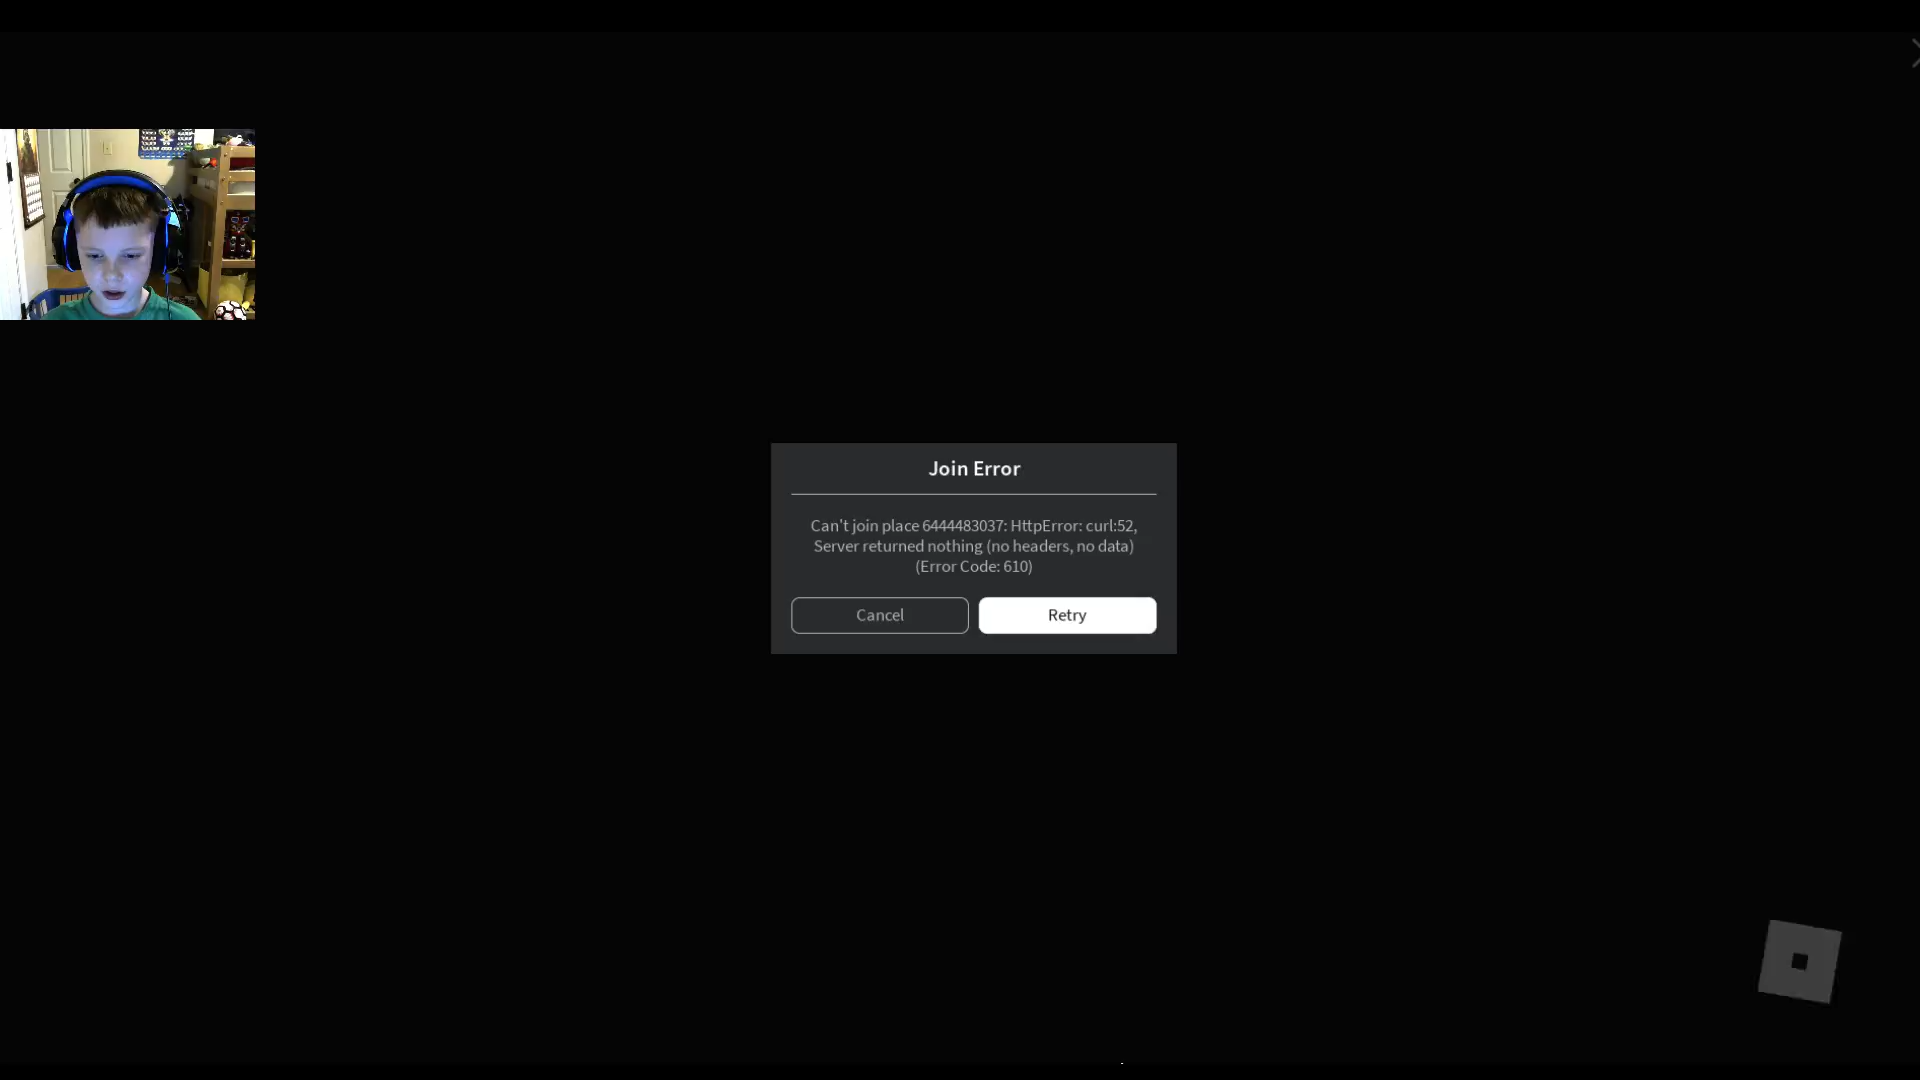 Join Error
Can't join place 6444483037: HttpError: curl:52,
Server returned nothing (no headers, no data)
(Error Code: 610)
Cancel
Retry